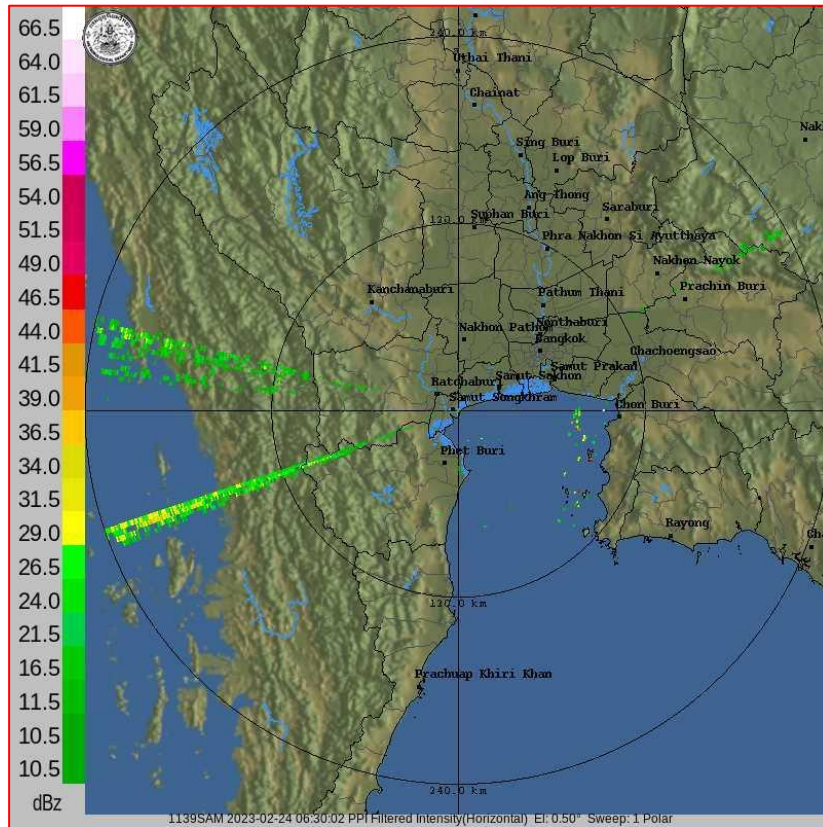 66.5
64.0
61.5
59.0
56.5
54.0
51.5
49.0
46.5
44.0
41.5
39.0
36.5
34.0
31.5
29.0
26.5
24.0
21.5
16.5
11.5
10.5
10.5
dBz
240.0 km
Uthai Thani
Chainat
Sing Buri
Lop Buri
Ang Thong
Saraburi
Suphan Buri
120.0 km
Phra Nakhon Si Ayutthaya
Nakhon Nayok
Prachin Buri
Kanchanaburi
Pathum Thani
Nonthaburi
Nakhon Pathom
Bangkok
Chachoengsao
Samut Prakan
Samut Sakhon
Ratchaburi
Samut Songkhram
Chon Buri
Phet Buri
Rayong
120.0 km
Prachuap Khiri Khan
240.0 km
1139SAM 2023-02-24 06:30:02 PPI Filtered Intensity(Horizontal) El: 0.50° Sweep: 1 Polar